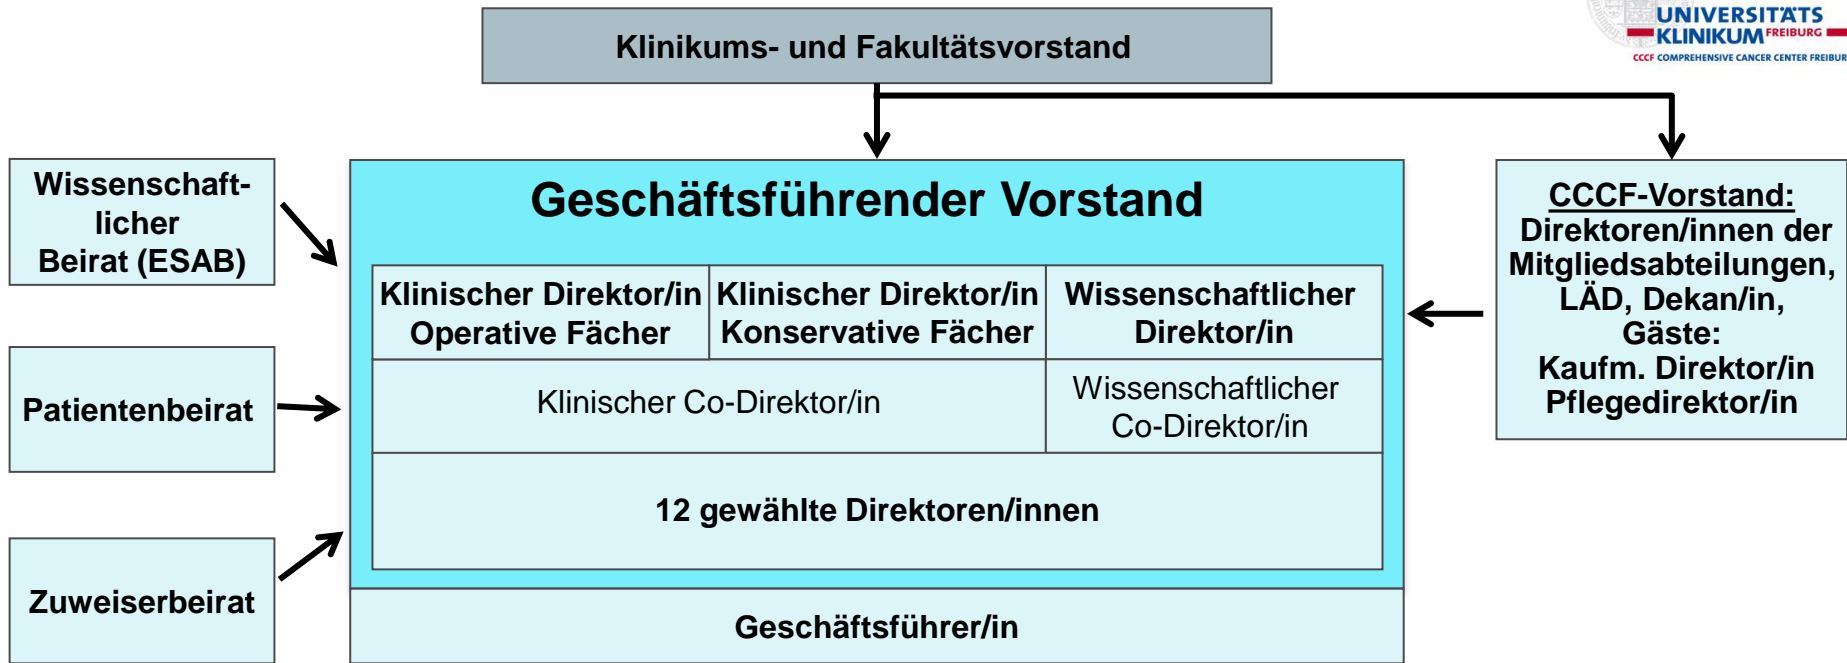 Klinikums- und Fakultätsvorstand
UNIVERSITÄTS
KLINIKUM FREIBURG
Wissenschaft-
licher
Beirat (ESAB)
Patientenbeirat
Zuweiserbeirat
Geschäftsführender Vorstand
Klinischer Direktor/in
Operative Fächer
Klinischer Direktor/in
Konservative Fächer
Wissenschaftlicher
Direktor/in
Klinischer Co-Direktor/in
Wissenschaftlicher
Co-Direktor/in
12 gewählte Direktoren/innen
Geschäftsführer/in
CCCF-Vorstand:
Direktoren/innen der
Mitgliedsabteilungen,
LÄD, Dekan/in,
Gäste:
Kaufm. Direktor/in
Pflegedirektor/in
CCCF COMPREHENSIVE CANCER CENTER FREIBUR